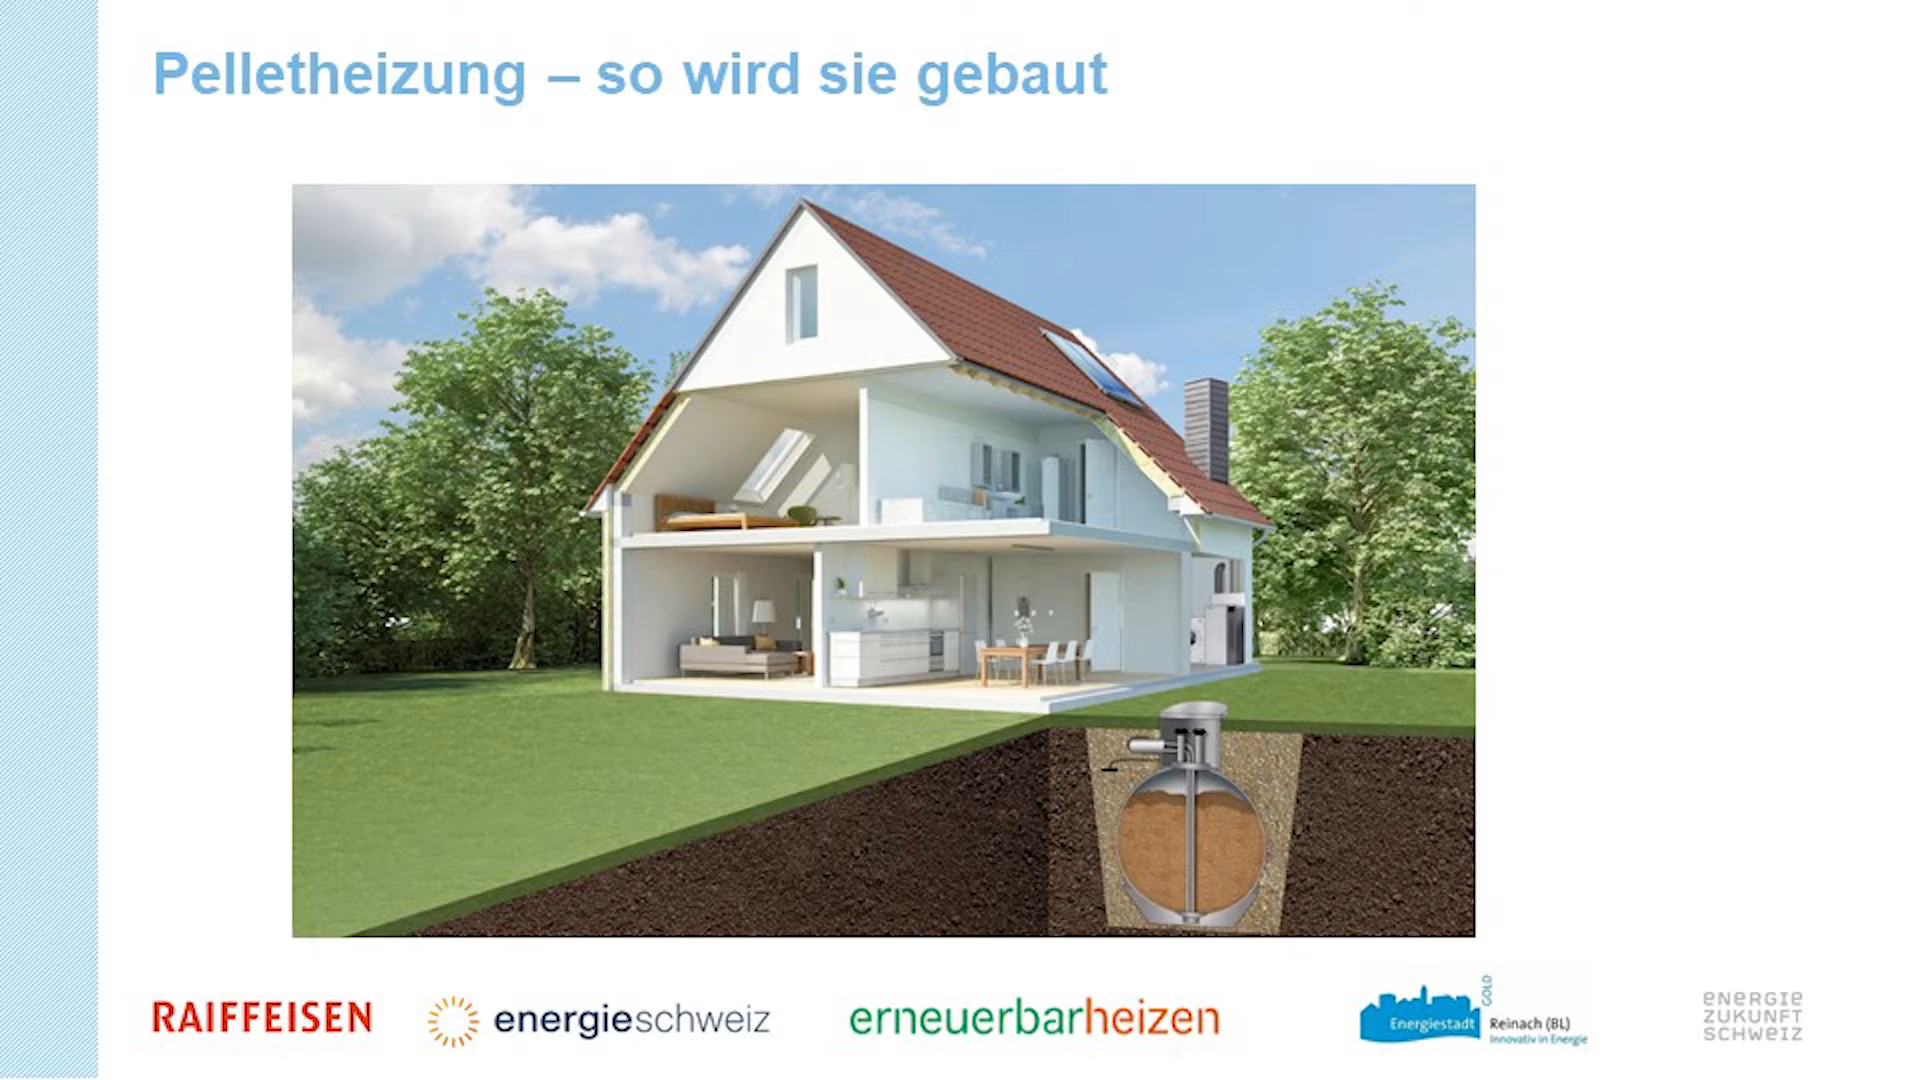 Pelletheizung – so wird sie gebaut
RAIFFEISEN
energieschweiz
erneuerbarheizen
Energiestadt
GOLD
Reinach (BL)
Innovativ in Energie
ENERGIE
ZUKUNFT
SCHWEIZ